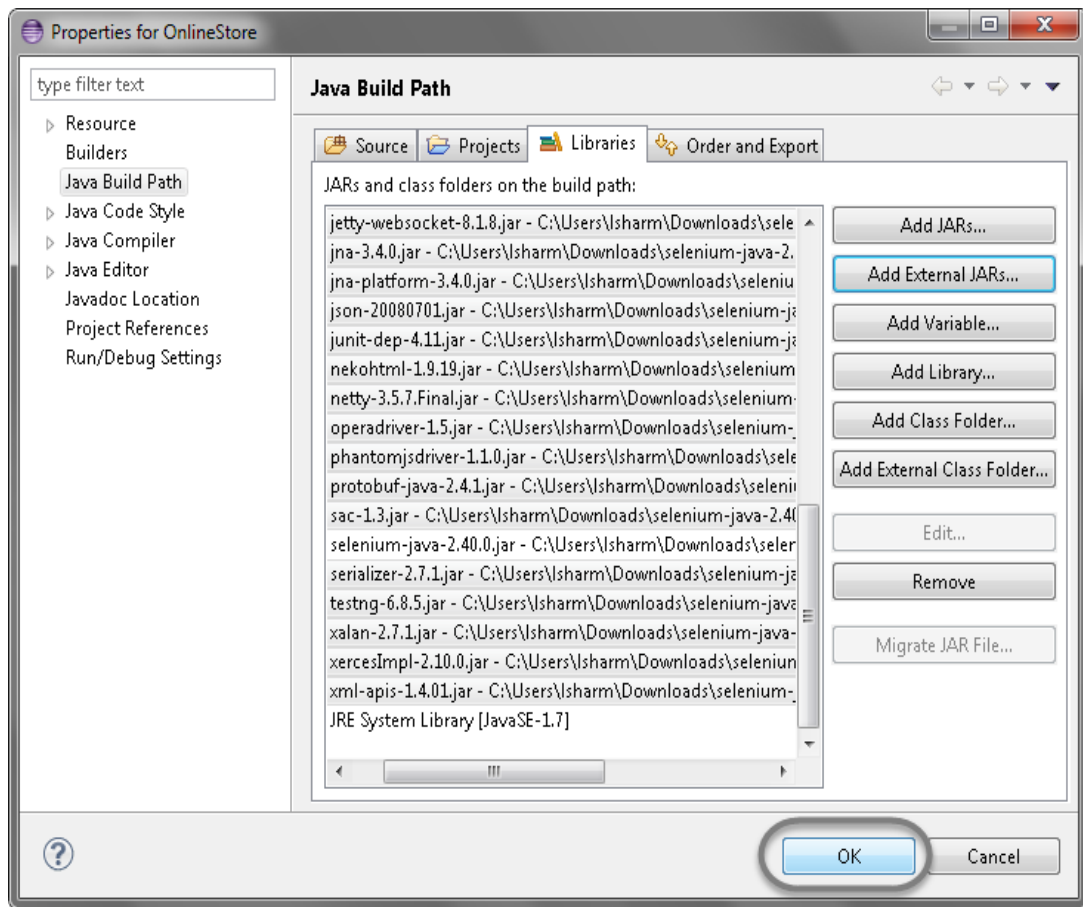 Properties for OnlineStore
type filter text
Resource
Builders
Java Build Path
Java Code Style
Java Compiler
Java Editor
Javadoc Location
Project References
Run/Debug Settings
Java Build Path
Source
Projects
Libraries
Order and Export
JARs and class folders on the build path:
jetty-websocket-8.1.8.jar - C:\Users\lsharm\Downloads\sele
jna-3.4.0.jar - C:\Users\lsharm\Downloads\selenium-java-2.
jna-platform-3.4.0.jar - C:\Users\lsharm\Downloads\seleniu
json-20080701.jar - C:\Users\lsharm\Downloads\selenium-ja
junit-dep-4.11.jar - C:\Users\lsharm\Downloads\selenium-ja
nekohtml-1.9.19.jar - C:\Users\lsharm\Downloads\selenium
netty-3.5.7.Final.jar - C:\Users\lsharm\Downloads\selenium-
operadriver-1.5.jar - C:\Users\lsharm\Downloads\selenium-j
phantomjsdriver-1.1.0.jar - C:\Users\lsharm\Downloads\sele
protobuf-java-2.4.1.jar - C:\Users\lsharm\Downloads\seleniu
sac-1.3.jar - C:\Users\lsharm\Downloads\selenium-java-2.40
selenium-java-2.40.0.jar - C:\Users\lsharm\Downloads\selen
serializer-2.7.1.jar - C:\Users\lsharm\Downloads\selenium-ja
testng-6.8.5.jar - C:\Users\lsharm\Downloads\selenium-java
xalan-2.7.1.jar - C:\Users\lsharm\Downloads\selenium-java-
xercesImpl-2.10.0.jar - C:\Users\lsharm\Downloads\selenium
xml-apis-1.4.01.jar - C:\Users\lsharm\Downloads\selenium-j
JRE System Library [JavaSE-1.7]
Add JARs...
Add External JARs...
Add Variable...
Add Library...
Add Class Folder...
Add External Class Folder...
Edit...
Remove
Migrate JAR File...
OK
Cancel